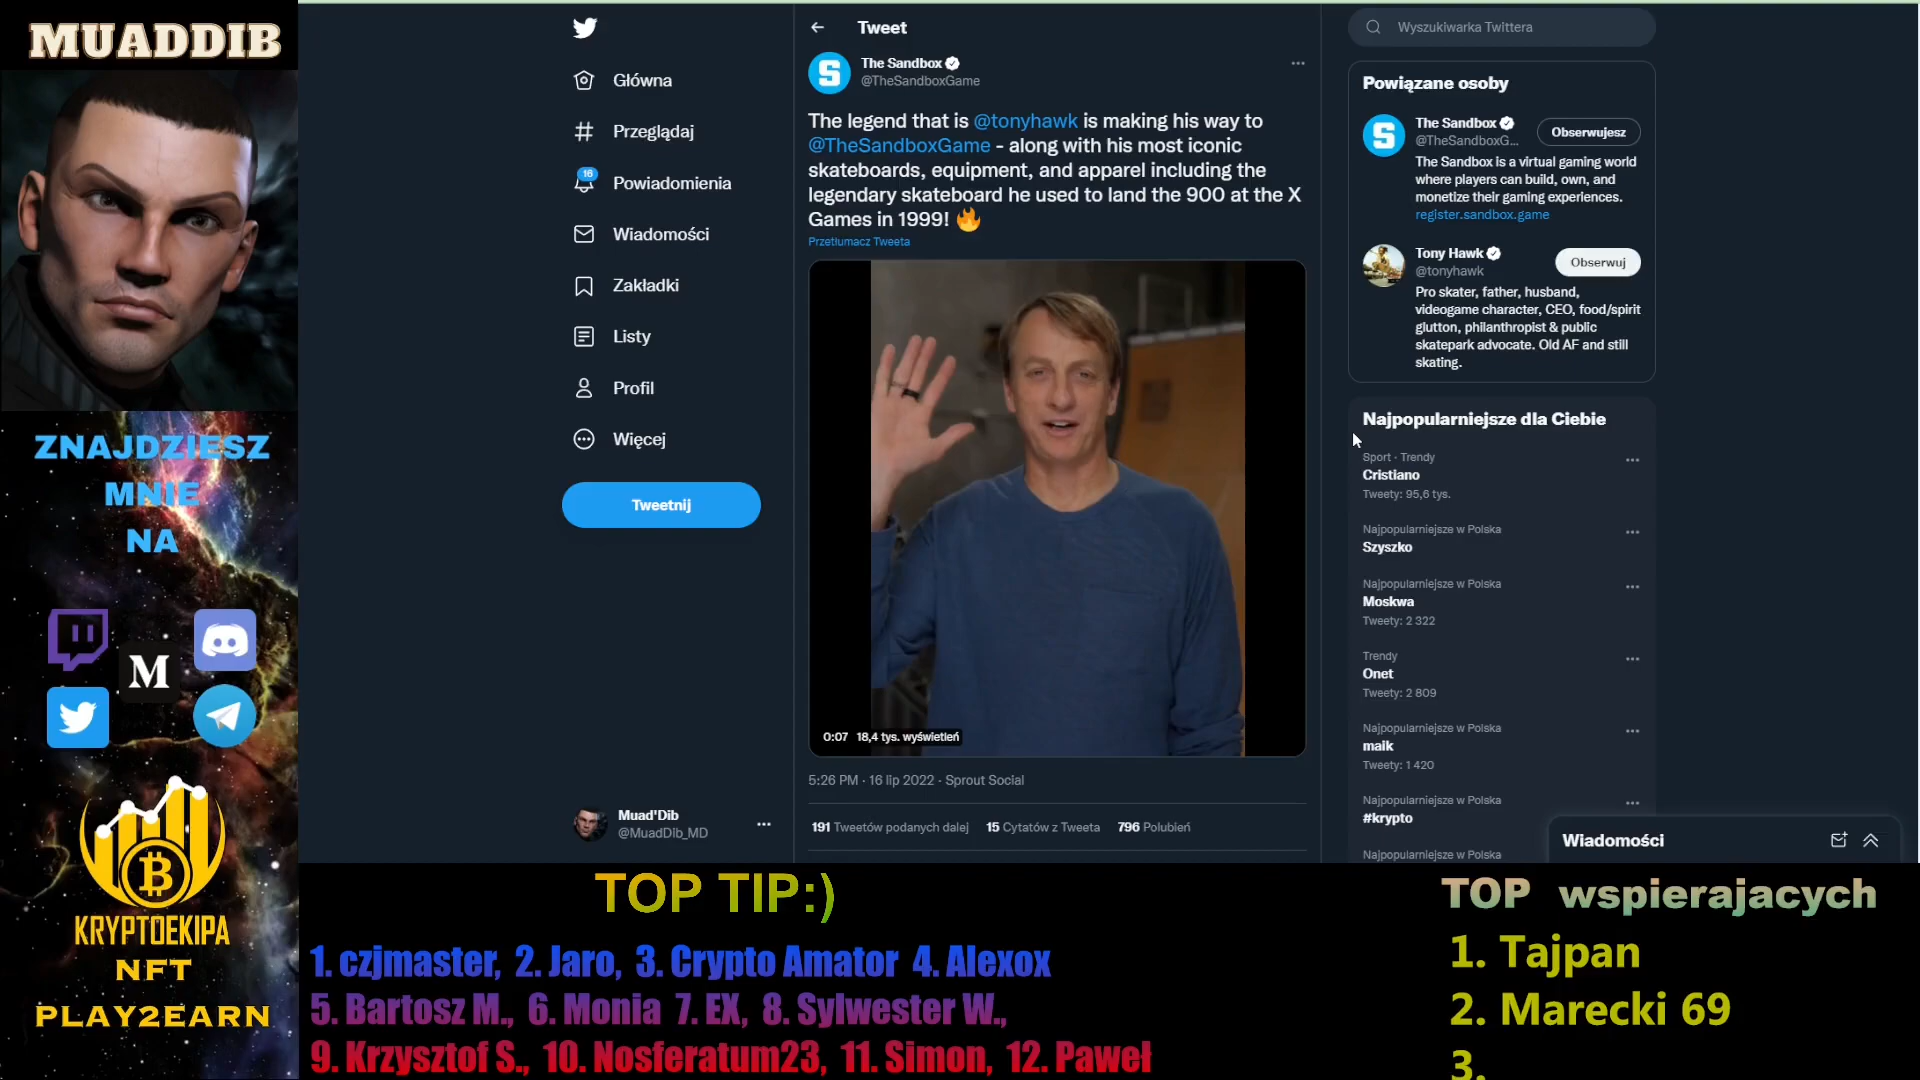 MUADDIB
ZNAJDZIESZ
MNIE
NA
M
KRYPTOEKIPA
NFT
PLAY2EARN
Główna
Przeglądaj
16
Powiadomienia
Wiadomości
Zakładki
Listy
Profil
Więcej
Tweetnij
Muad'Dib
@MuadDib_MD
Tweet
The Sandbox
@TheSandboxGame
The legend that is @tonyhawk is making his way to
@TheSandboxGame - along with his most iconic
skateboards, equipment, and apparel including the
legendary skateboard he used to land the 900 at the X
Games in 1999! 🔥
Przetłumacz Tweeta
0:07 18,4 tys. wyświetleń
5:26 PM · 16 lip 2022 · Sprout Social
191 Tweetów podanych dalej 15 Cytatów z Tweeta 796 Polubień
Wyszukiwarka Twittera
Powiązane osoby
The Sandbox
@TheSandboxG...
Obserwujesz
The Sandbox is a virtual gaming world
where players can build, own, and
monetize their gaming experiences.
register.sandbox.game
Tony Hawk
@tonyhawk
Obserwuj
Pro skater, father, husband,
videogame character, CEO, food/spirit
glutton, philanthropist & public
skatepark advocate. Old AF and still
skating.
Najpopularniejsze dla Ciebie
Sport · Trendy
Cristiano
Tweety: 95,6 tys.
Najpopularniejsze w Polska
Szyszko
Najpopularniejsze w Polska
Moskwa
Tweety: 2 322
Trendy
Onet
Tweety: 2 809
Najpopularniejsze w Polska
maik
Tweety: 1 420
Najpopularniejsze w Polska
#krypto
Najpopularniejsze w Polska
Wiadomości
TOP TIP:)
1. czjmaster, 2. Jaro, 3. Crypto Amator 4. Alexox
5. Bartosz M., 6. Monia 7. EX, 8. Sylwester W.,
9. Krzysztof S., 10. Nosferatum23, 11. Simon, 12. Paweł
TOP wspierajacych
1. Tajpan
2. Marecki 69
3.